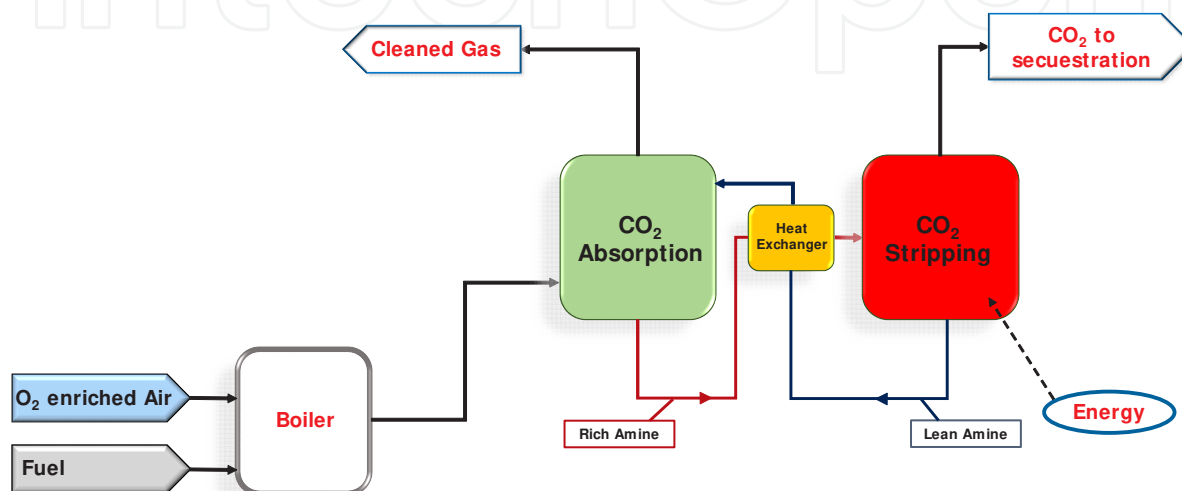 IntechOpen
Cleaned Gas
CO₂ to
secuestration
CO₂
Absorption
Heat
Exchanger
CO₂
Stripping
O₂ enriched Air
Boiler
Energy
Rich Amine
Lean Amine
Fuel